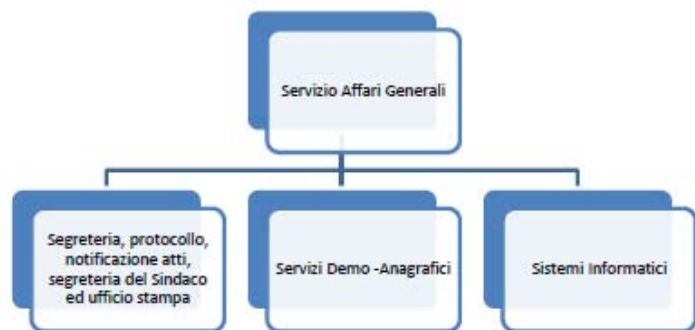 Servizio Affari Generali
Segreteria, protocollo,
notificazione atti,
segreteria del Sindaco
ed ufficio stampa
Servizi Demo -Anagrafici
Sistemi Informatici